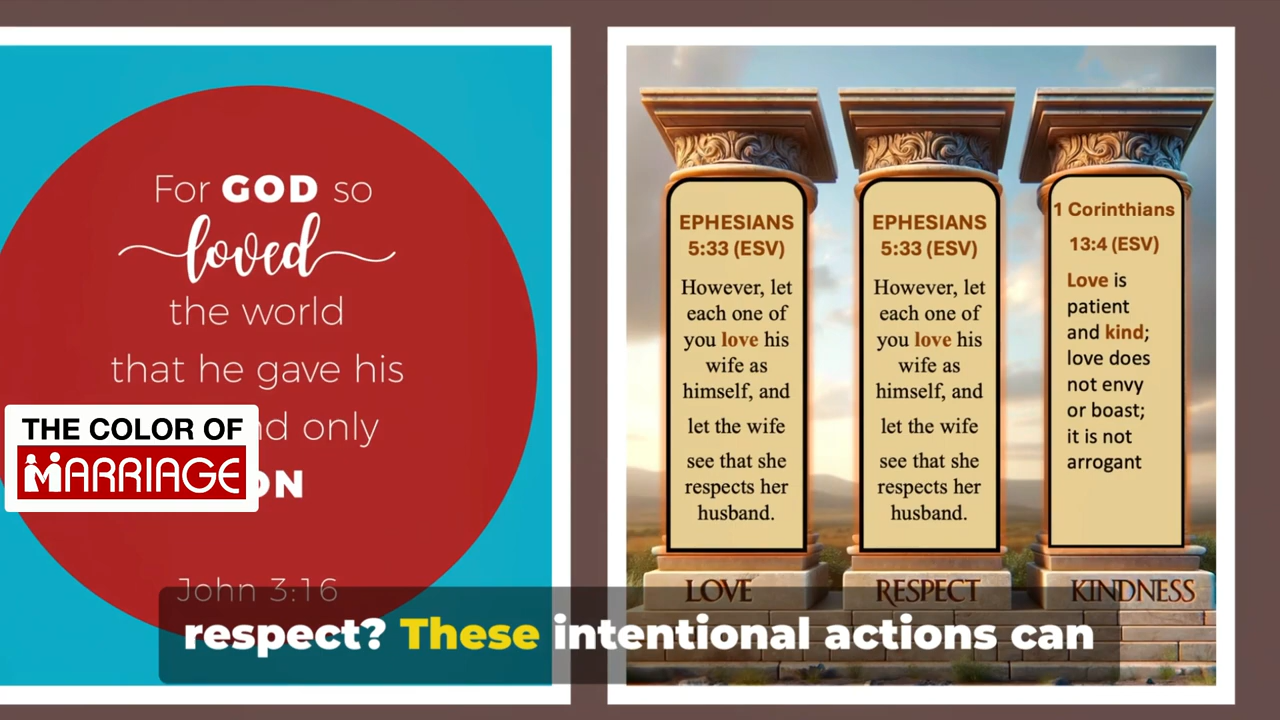 For GOD so
loved
the world
that he gave his
nd only
ON
John 3:16
THE COLOR OF
MARRIAGE
EPHESIANS
5:33 (ESV)
However, let
each one of
you love his
wife as
himself, and
let the wife
see that she
respects her
husband.
LOVE
EPHESIANS
5:33 (ESV)
However, let
each one of
you love his
wife as
himself, and
let the wife
see that she
respects her
husband.
RESPECT
1 Corinthians
13:4 (ESV)
Love is
patient
and kind;
love does
not envy
or boast;
it is not
arrogant
KINDNESS
respect? These intentional actions can